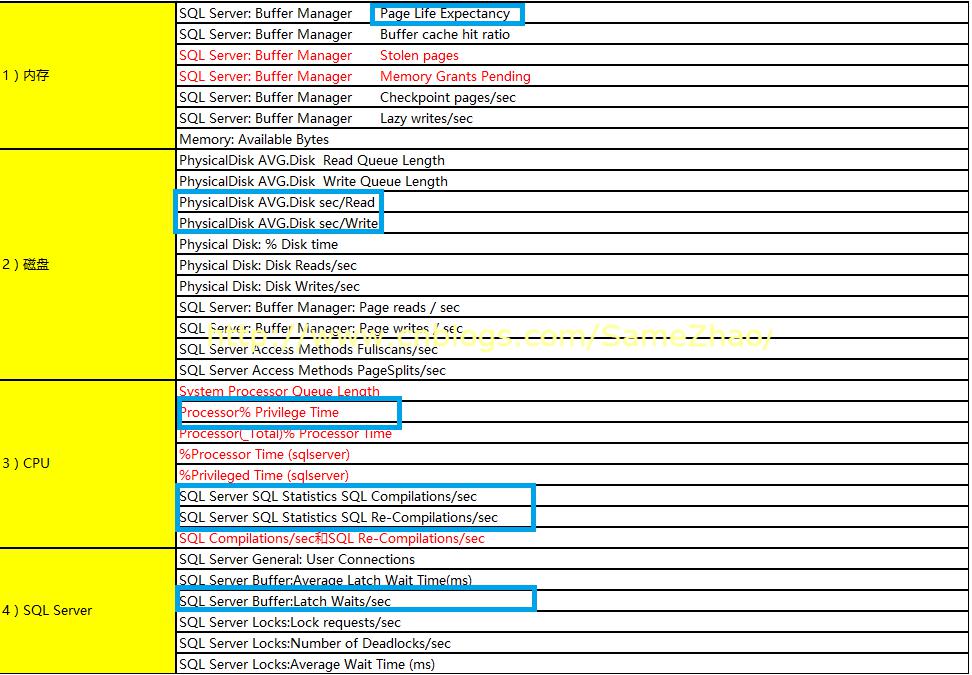 1）内存
SQL Server: Buffer Manager Page Life Expectancy
SQL Server: Buffer Manager Buffer cache hit ratio
SQL Server: Buffer Manager Stolen pages
SQL Server: Buffer Manager Memory Grants Pending
SQL Server: Buffer Manager Checkpoint pages/sec
SQL Server: Buffer Manager Lazy writes/sec
Memory: Available Bytes
2）磁盘
PhysicalDisk AVG.Disk Read Queue Length
PhysicalDisk AVG.Disk Write Queue Length
PhysicalDisk AVG.Disk sec/Read
PhysicalDisk AVG.Disk sec/Write
Physical Disk: % Disk time
Physical Disk: Disk Reads/sec
Physical Disk: Disk Writes/sec
SQL Server: Buffer Manager: Page reads / sec
SQL Server: Buffer Manager: Page writes / sec
http://www.cnblogs.com/SameZhao/
SQL Server Access Methods Fullscans/sec
SQL Server Access Methods PageSplits/sec
3）CPU
System Processor Queue Length
Processor% Privilege Time
Processor(_Total)% Processor Time
%Processor Time (sqlserver)
%Privileged Time (sqlserver)
SQL Server SQL Statistics SQL Compilations/sec
SQL Server SQL Statistics SQL Re-Compilations/sec
SQL Compilations/sec和SQL Re-Compilations/sec
4）SQL Server
SQL Server General: User Connections
SQL Server Buffer:Average Latch Wait Time(ms)
SQL Server Buffer:Latch Waits/sec
SQL Server Locks:Lock requests/sec
SQL Server Locks:Number of Deadlocks/sec
SQL Server Locks:Average Wait Time (ms)